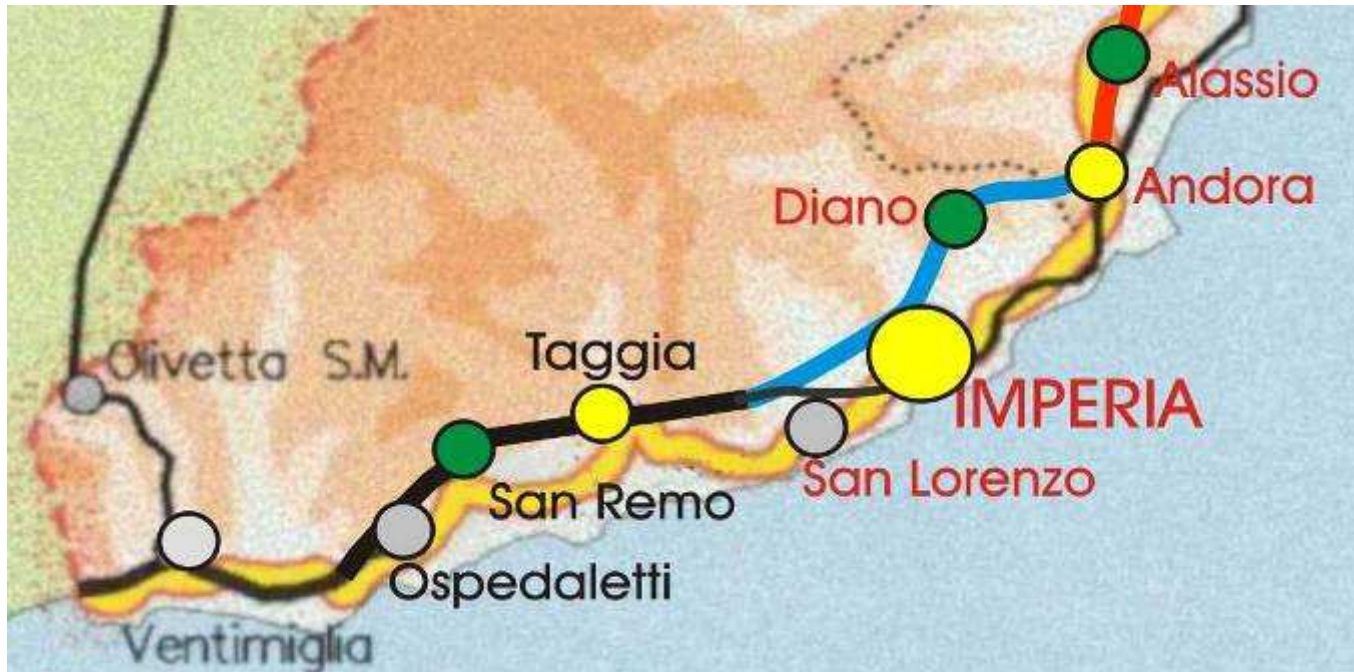 Alassio
Andora
Diano
Olivetta S.M.
Taggia
IMPERIA
San Lorenzo
San Remo
Ospedaletti
Ventimiglia